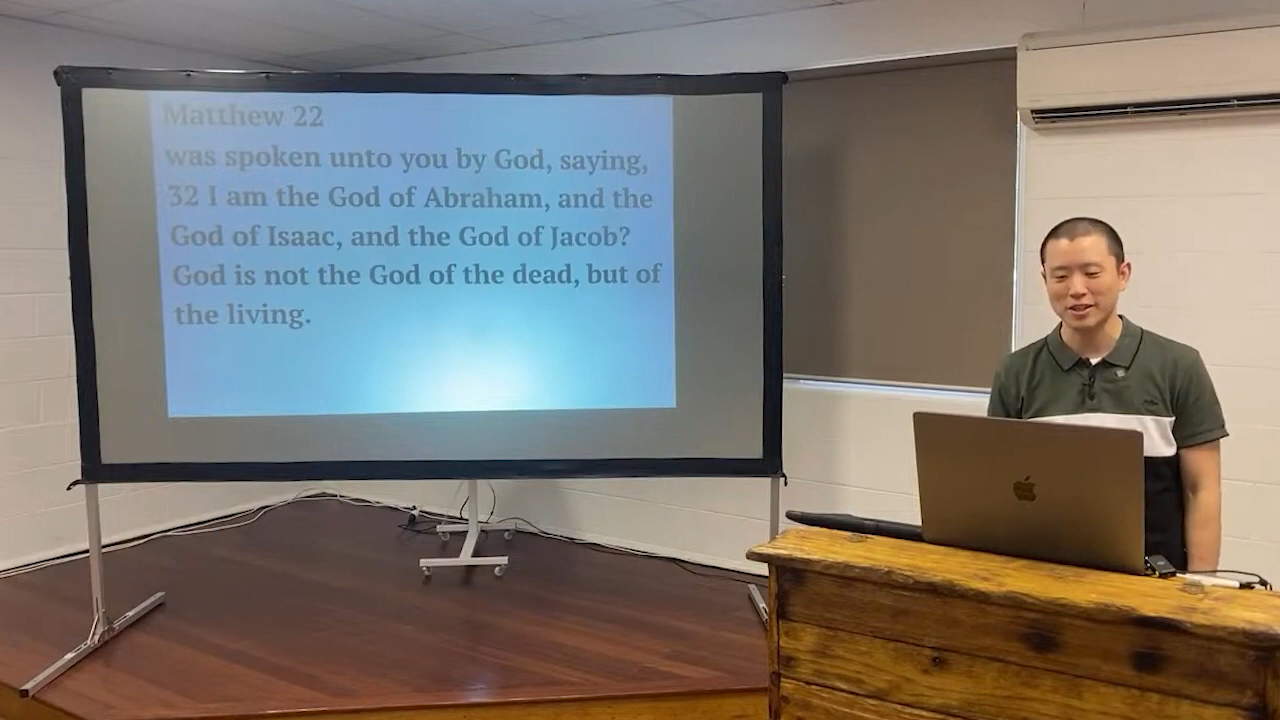 Matthew 22
was spoken unto you by God, saying,
32 I am the God of Abraham, and the
God of Isaac, and the God of Jacob?
God is not the God of the dead, but of
the living.